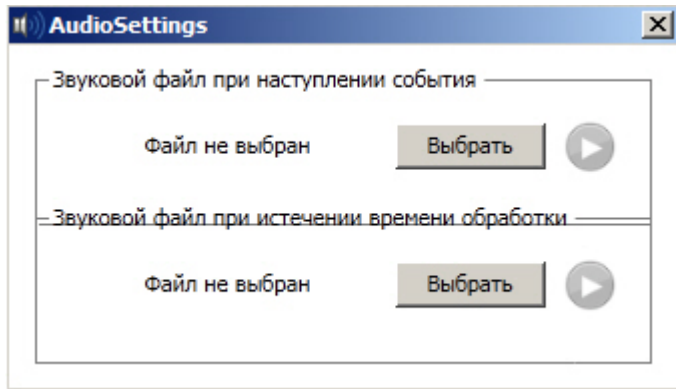 AudioSettings
Звуковой файл при наступлении события
Файл не выбран Выбрать
Звуковой файл при истечении времени обработки
Файл не выбран Выбрать